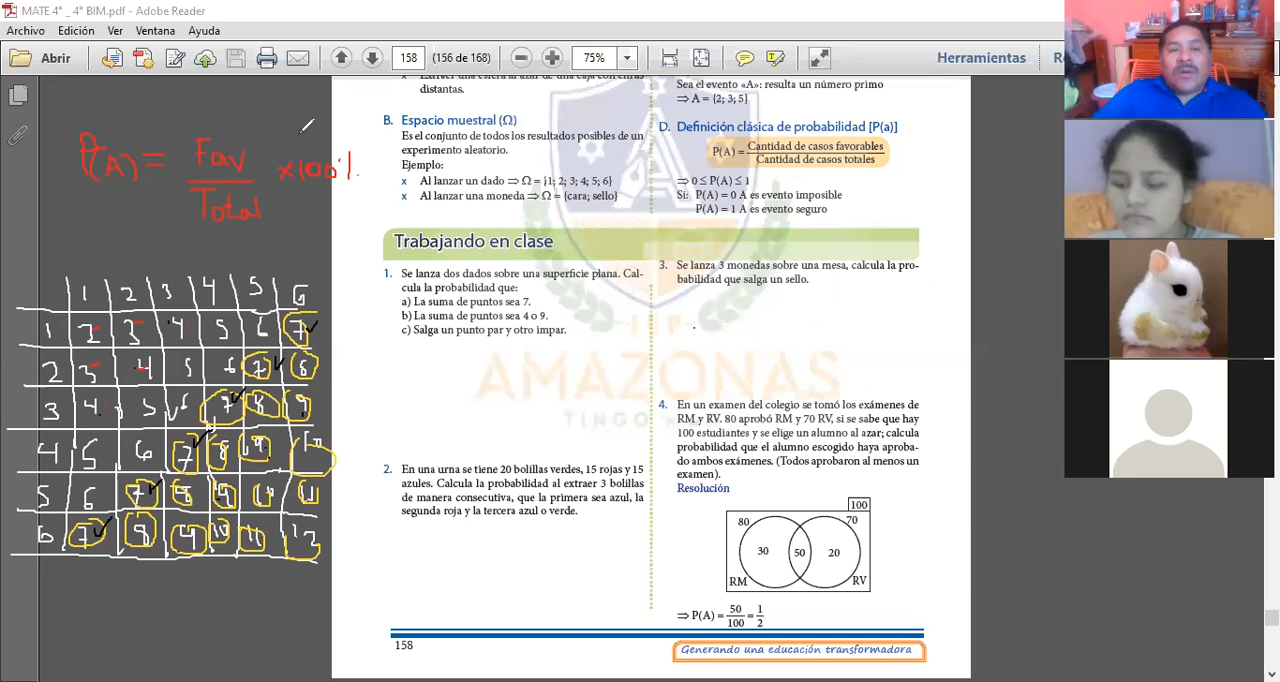 MATE 4° _ 4° BIM.pdf - Adobe Reader
Archivo Edición Ver Ventana Ayuda
Abrir
158 (156 de 168)
75%
Herramientas
P(A) = Fav
Total
x100%.
1 2 3 4 5 6
1 2 3 4 5 6 7
2 3 4 5 6 7 8
3 4 5 6 7 8 9
4 5 6 7 8 9
5 6 7 8 9
6 7 8 9 10 11 12
distantes.
B. Espacio muestral (Ω)
Es el conjunto de todos los resultados posibles de un
experimento aleatorio.
Ejemplo:
x Al lanzar un dado ⟹ Ω = {1; 2; 3; 4; 5; 6}
x Al lanzar una moneda ⟹ Ω = {cara; sello}
Sea el evento «A»: resulta un número primo
⟹ A = {2; 3; 5}
D. Definición clásica de probabilidad [P(a)]
P(A) = Cantidad de casos favorables
Cantidad de casos totales
⟹ 0 ≤ P(A) ≤ 1
Si: P(A) = 0 A es evento imposible
P(A) = 1 A es evento seguro
Trabajando en clase
1. Se lanza dos dados sobre una superficie plana. Cal-
cula la probabilidad que:
a) La suma de puntos sea 7.
b) La suma de puntos sea 4 o 9.
c) Salga un punto par y otro impar.
2. En una urna se tiene 20 bolillas verdes, 15 rojas y 15
azules. Calcula la probabilidad al extraer 3 bolillas
de manera consecutiva, que la primera sea azul, la
segunda roja y la tercera azul o verde.
3. Se lanza 3 monedas sobre una mesa, calcula la pro-
babilidad que salga un sello.
4. En un examen del colegio se tomó los exámenes de
RM y RV. 80 aprobó RM y 70 RV, si se sabe que hay
100 estudiantes y se elige un alumno al azar; calcula
probabilidad que el alumno escogido haya aproba-
do ambos exámenes. (Todos aprobaron al menos un
examen).
Resolución
100
80 70
30 50 20
RM RV
⟹ P(A) = 50/100 = 1/2
I.E.P
AMAZONAS
TINGO
158
Generando una educación transformadora